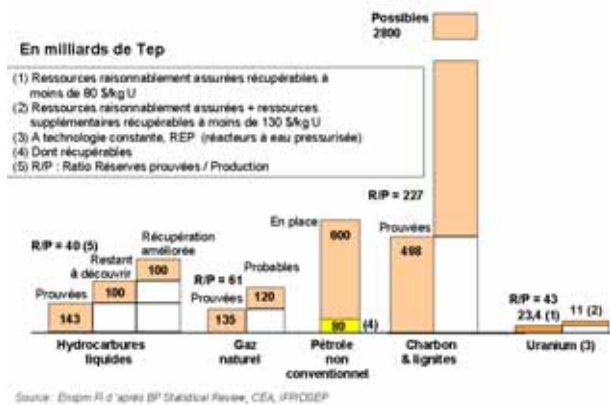 Possibles
2800
En milliards de Tep
(1) Ressources raisonnablement assurées récupérables à
moins de 80 $/kg U
(2) Ressources raisonnablement assurées + ressources
supplémentaires récupérables à moins de 130 $/kg U
(3) A technologie constante, REP (réacteurs à eau pressurisée)
(4) Dont récupérables
(5) R/P : Ratio Réserves prouvées / Production
R/P = 227
En place
Prouvées
R/P = 40 (5)
Récupération
améliorée
Restant
à découvrir
R/P = 61
Probables
600
498
Prouvées
100
100
Prouvées
120
R/P = 43
143
135
80
(4)
23,4 (1)
11 (2)
Hydrocarbures
liquides
Gaz
naturel
Pétrole
non
conventionnel
Charbon
& lignites
Uranium (3)
Source : Enspm FI d'après BP Statistical Review, CEA,